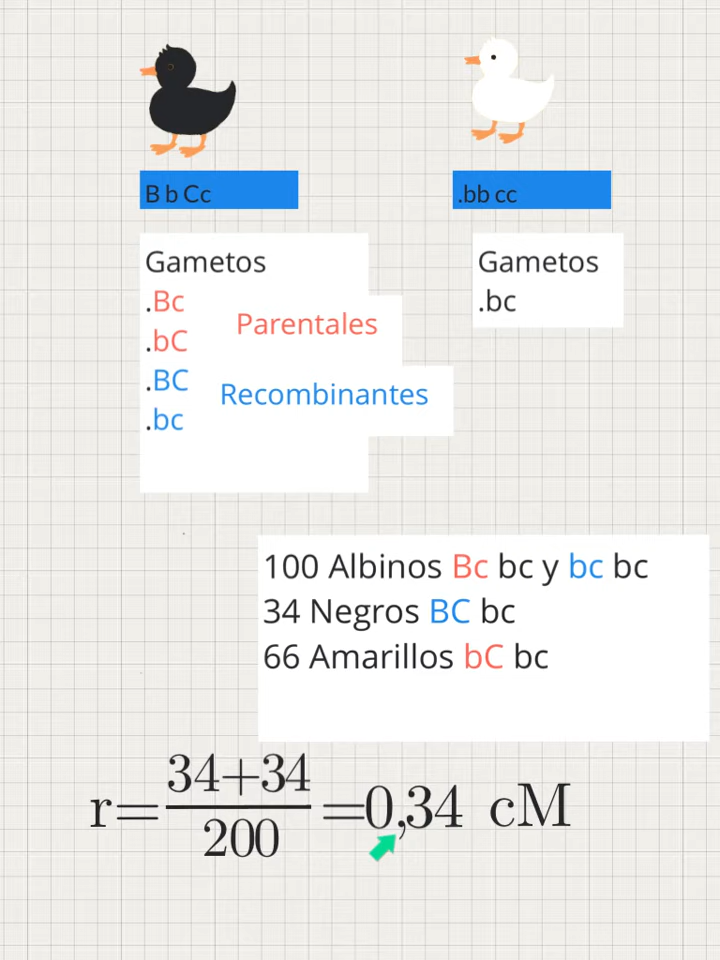 B b Cc
.bb cc
Gametos
.Bc
.bC
.BC
.bc
Parentales
Recombinantes
Gametos
.bc
100 Albinos Bc bc y bc bc
34 Negros BC bc
66 Amarillos bC bc
r=34+34/200=0,34 cM